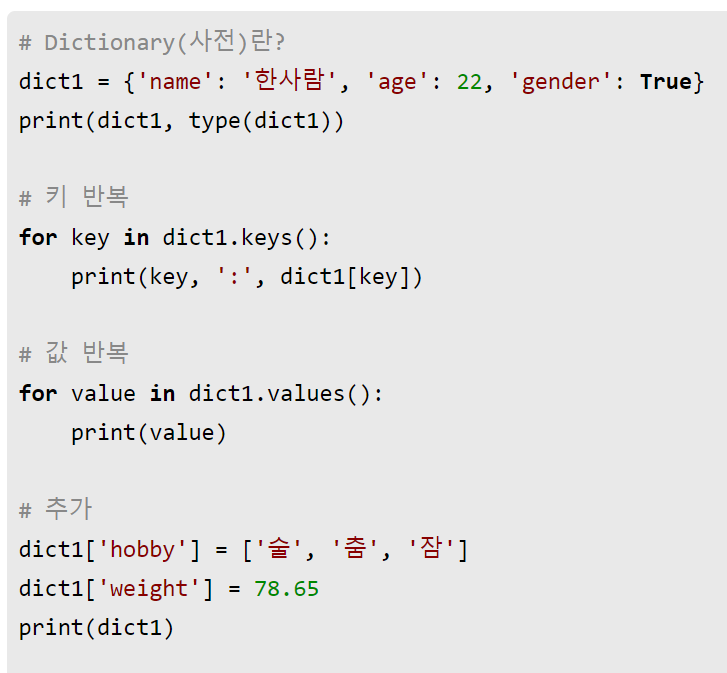 # Dictionary(사전)란?
dict1 = {'name': '한사람', 'age': 22, 'gender': True}
print(dict1, type(dict1))
# 키 반복
for key in dict1.keys():
    print(key, ':', dict1[key])
# 값 반복
for value in dict1.values():
    print(value)
# 추가
dict1['hobby'] = ['술', '춤', '잠']
dict1['weight'] = 78.65
print(dict1)